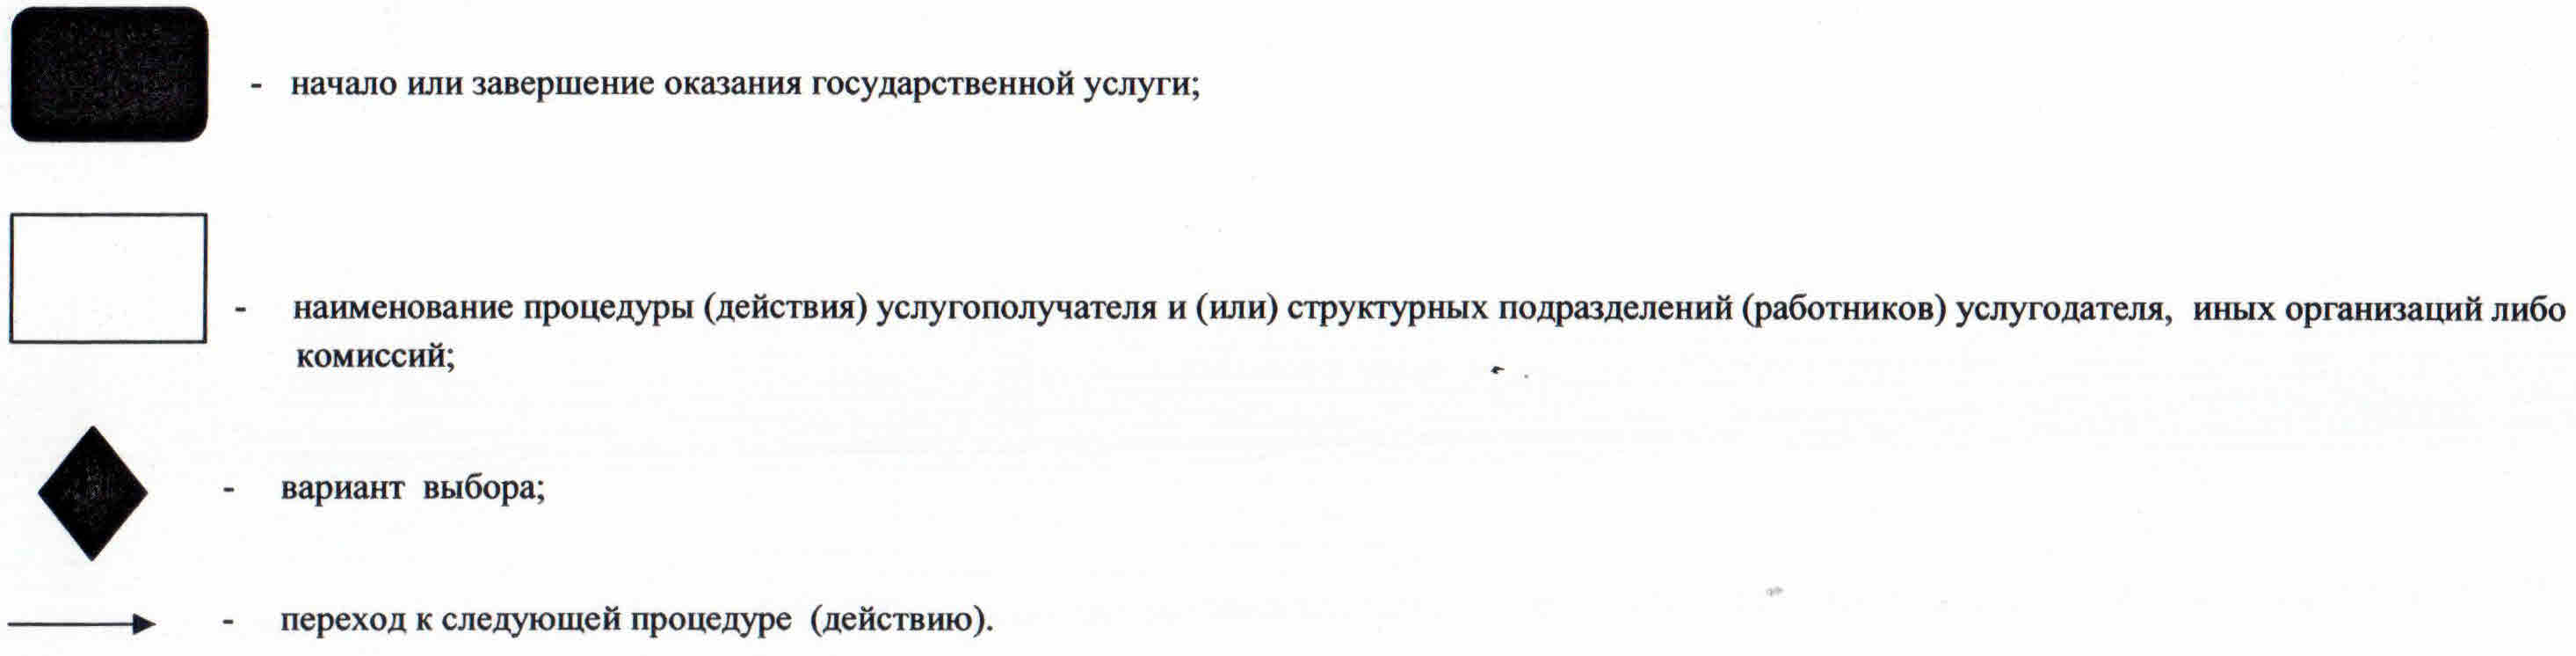 - начало или завершение оказания государственной услуги;
- наименование процедуры (действия) услугополучателя и (или) структурных подразделений (работников) услугодателя, иных организаций либо
комиссий;
- вариант выбора;
- переход к следующей процедуре (действию).